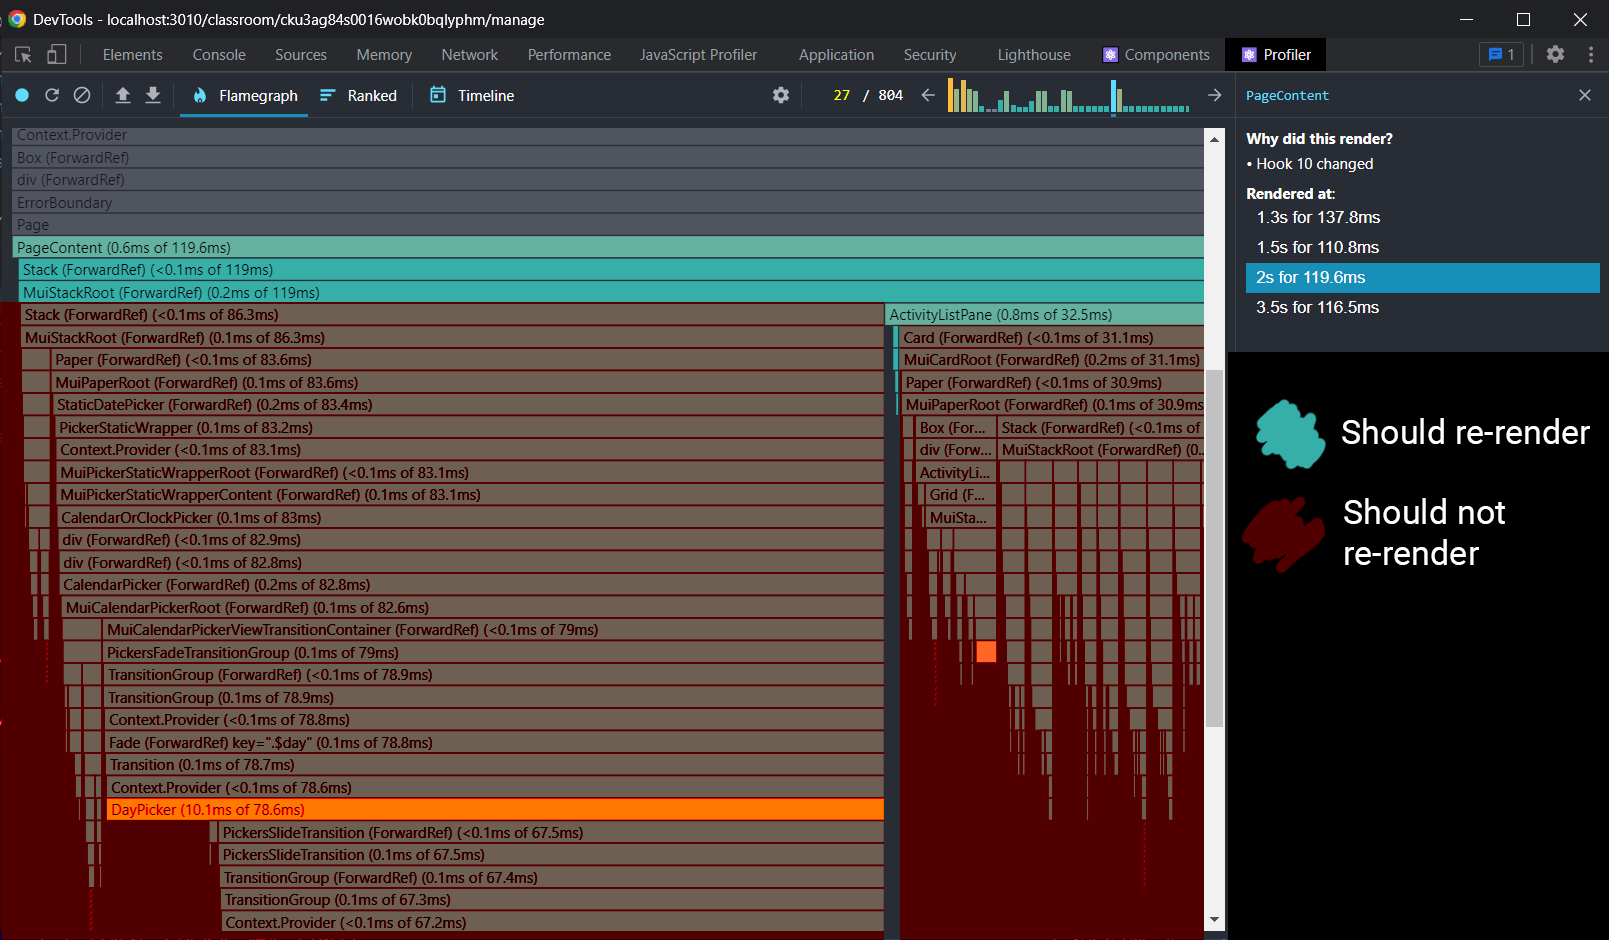 DevTools - localhost:3010/classroom/cku3ag84s0016wobk0bqlyphm/manage
Elements Console Sources Memory Network Performance JavaScript Profiler Application Security Lighthouse Components Profiler 1
Flamegraph Ranked Timeline 27 / 804 PageContent
Why did this render?
• Hook 10 changed
Rendered at:
1.3s for 137.8ms
1.5s for 110.8ms
2s for 119.6ms
3.5s for 116.5ms
Context.Provider
Box (ForwardRef)
div (ForwardRef)
ErrorBoundary
Page
PageContent (0.6ms of 119.6ms)
Stack (ForwardRef) (<0.1ms of 119ms)
MuiStackRoot (ForwardRef) (0.2ms of 119ms)
Stack (ForwardRef) (<0.1ms of 86.3ms)
MuiStackRoot (ForwardRef) (0.1ms of 86.3ms)
Paper (ForwardRef) (<0.1ms of 83.6ms)
MuiPaperRoot (ForwardRef) (0.1ms of 83.6ms)
StaticDatePicker (ForwardRef) (0.2ms of 83.4ms)
PickerStaticWrapper (0.1ms of 83.2ms)
Context.Provider (<0.1ms of 83.1ms)
MuiPickerStaticWrapperRoot (ForwardRef) (<0.1ms of 83.1ms)
MuiPickerStaticWrapperContent (ForwardRef) (0.1ms of 83.1ms)
CalendarOrClockPicker (0.1ms of 83ms)
div (ForwardRef) (<0.1ms of 82.9ms)
div (ForwardRef) (<0.1ms of 82.8ms)
CalendarPicker (ForwardRef) (0.2ms of 82.8ms)
MuiCalendarPickerRoot (ForwardRef) (0.1ms of 82.6ms)
MuiCalendarPickerViewTransitionContainer (ForwardRef) (<0.1ms of 79ms)
PickersFadeTransitionGroup (0.1ms of 79ms)
TransitionGroup (ForwardRef) (<0.1ms of 78.9ms)
TransitionGroup (0.1ms of 78.9ms)
Context.Provider (<0.1ms of 78.8ms)
Fade (ForwardRef) key=".$day" (0.1ms of 78.8ms)
Transition (0.1ms of 78.7ms)
Context.Provider (<0.1ms of 78.6ms)
DayPicker (10.1ms of 78.6ms)
PickersSlideTransition (ForwardRef) (<0.1ms of 67.5ms)
PickersSlideTransition (0.1ms of 67.5ms)
TransitionGroup (ForwardRef) (0.1ms of 67.4ms)
TransitionGroup (0.1ms of 67.3ms)
Context.Provider (<0.1ms of 67.2ms)
ActivityListPane (0.8ms of 32.5ms)
Card (ForwardRef) (<0.1ms of 31.1ms)
MuiCardRoot (ForwardRef) (0.2ms of 31.1ms)
Paper (ForwardRef) (<0.1ms of 30.9ms)
MuiPaperRoot (ForwardRef) (0.1ms of 30.9ms
Box (For... Stack (ForwardRef) (<0.1ms of
div (Forw... MuiStackRoot (ForwardRef) (0...
ActivityLi...
Grid (F...
MuiSta...
Should re-render
Should not
re-render